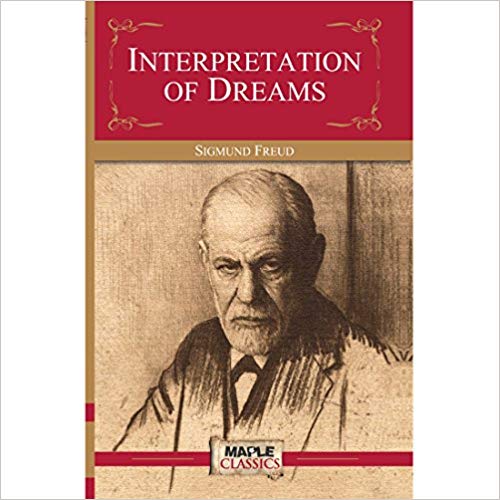 INTERPRETATION
OF DREAMS
SIGMUND FREUD
MAPLE
CLASSICS